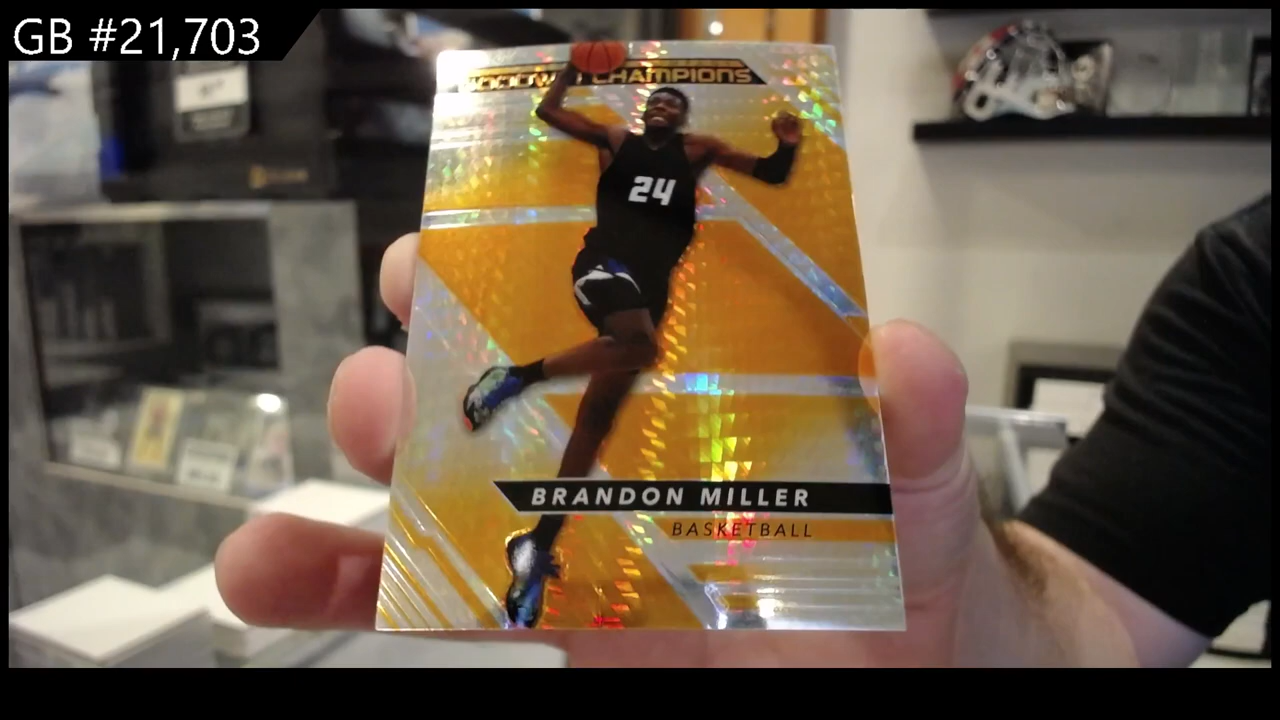 GB #21,703
CHAMPIONS
24
BRANDON MILLER
BASKETBALL